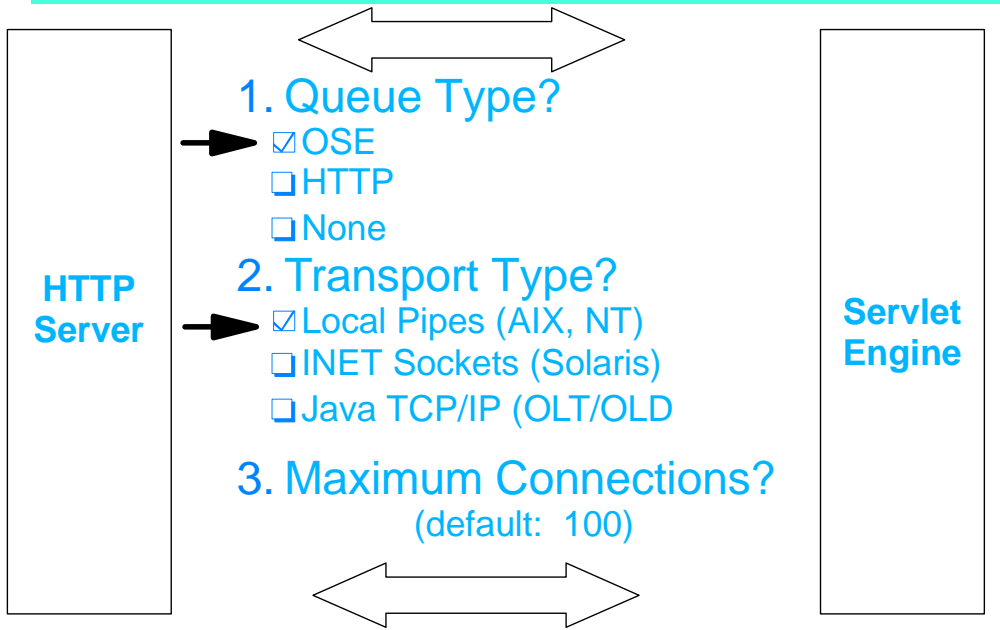 HTTP
Server
1. Queue Type?
OSE
HTTP
None
2. Transport Type?
Local Pipes (AIX, NT)
INET Sockets (Solaris)
Java TCP/IP (OLT/OLD
3. Maximum Connections?
(default: 100)
Servlet
Engine